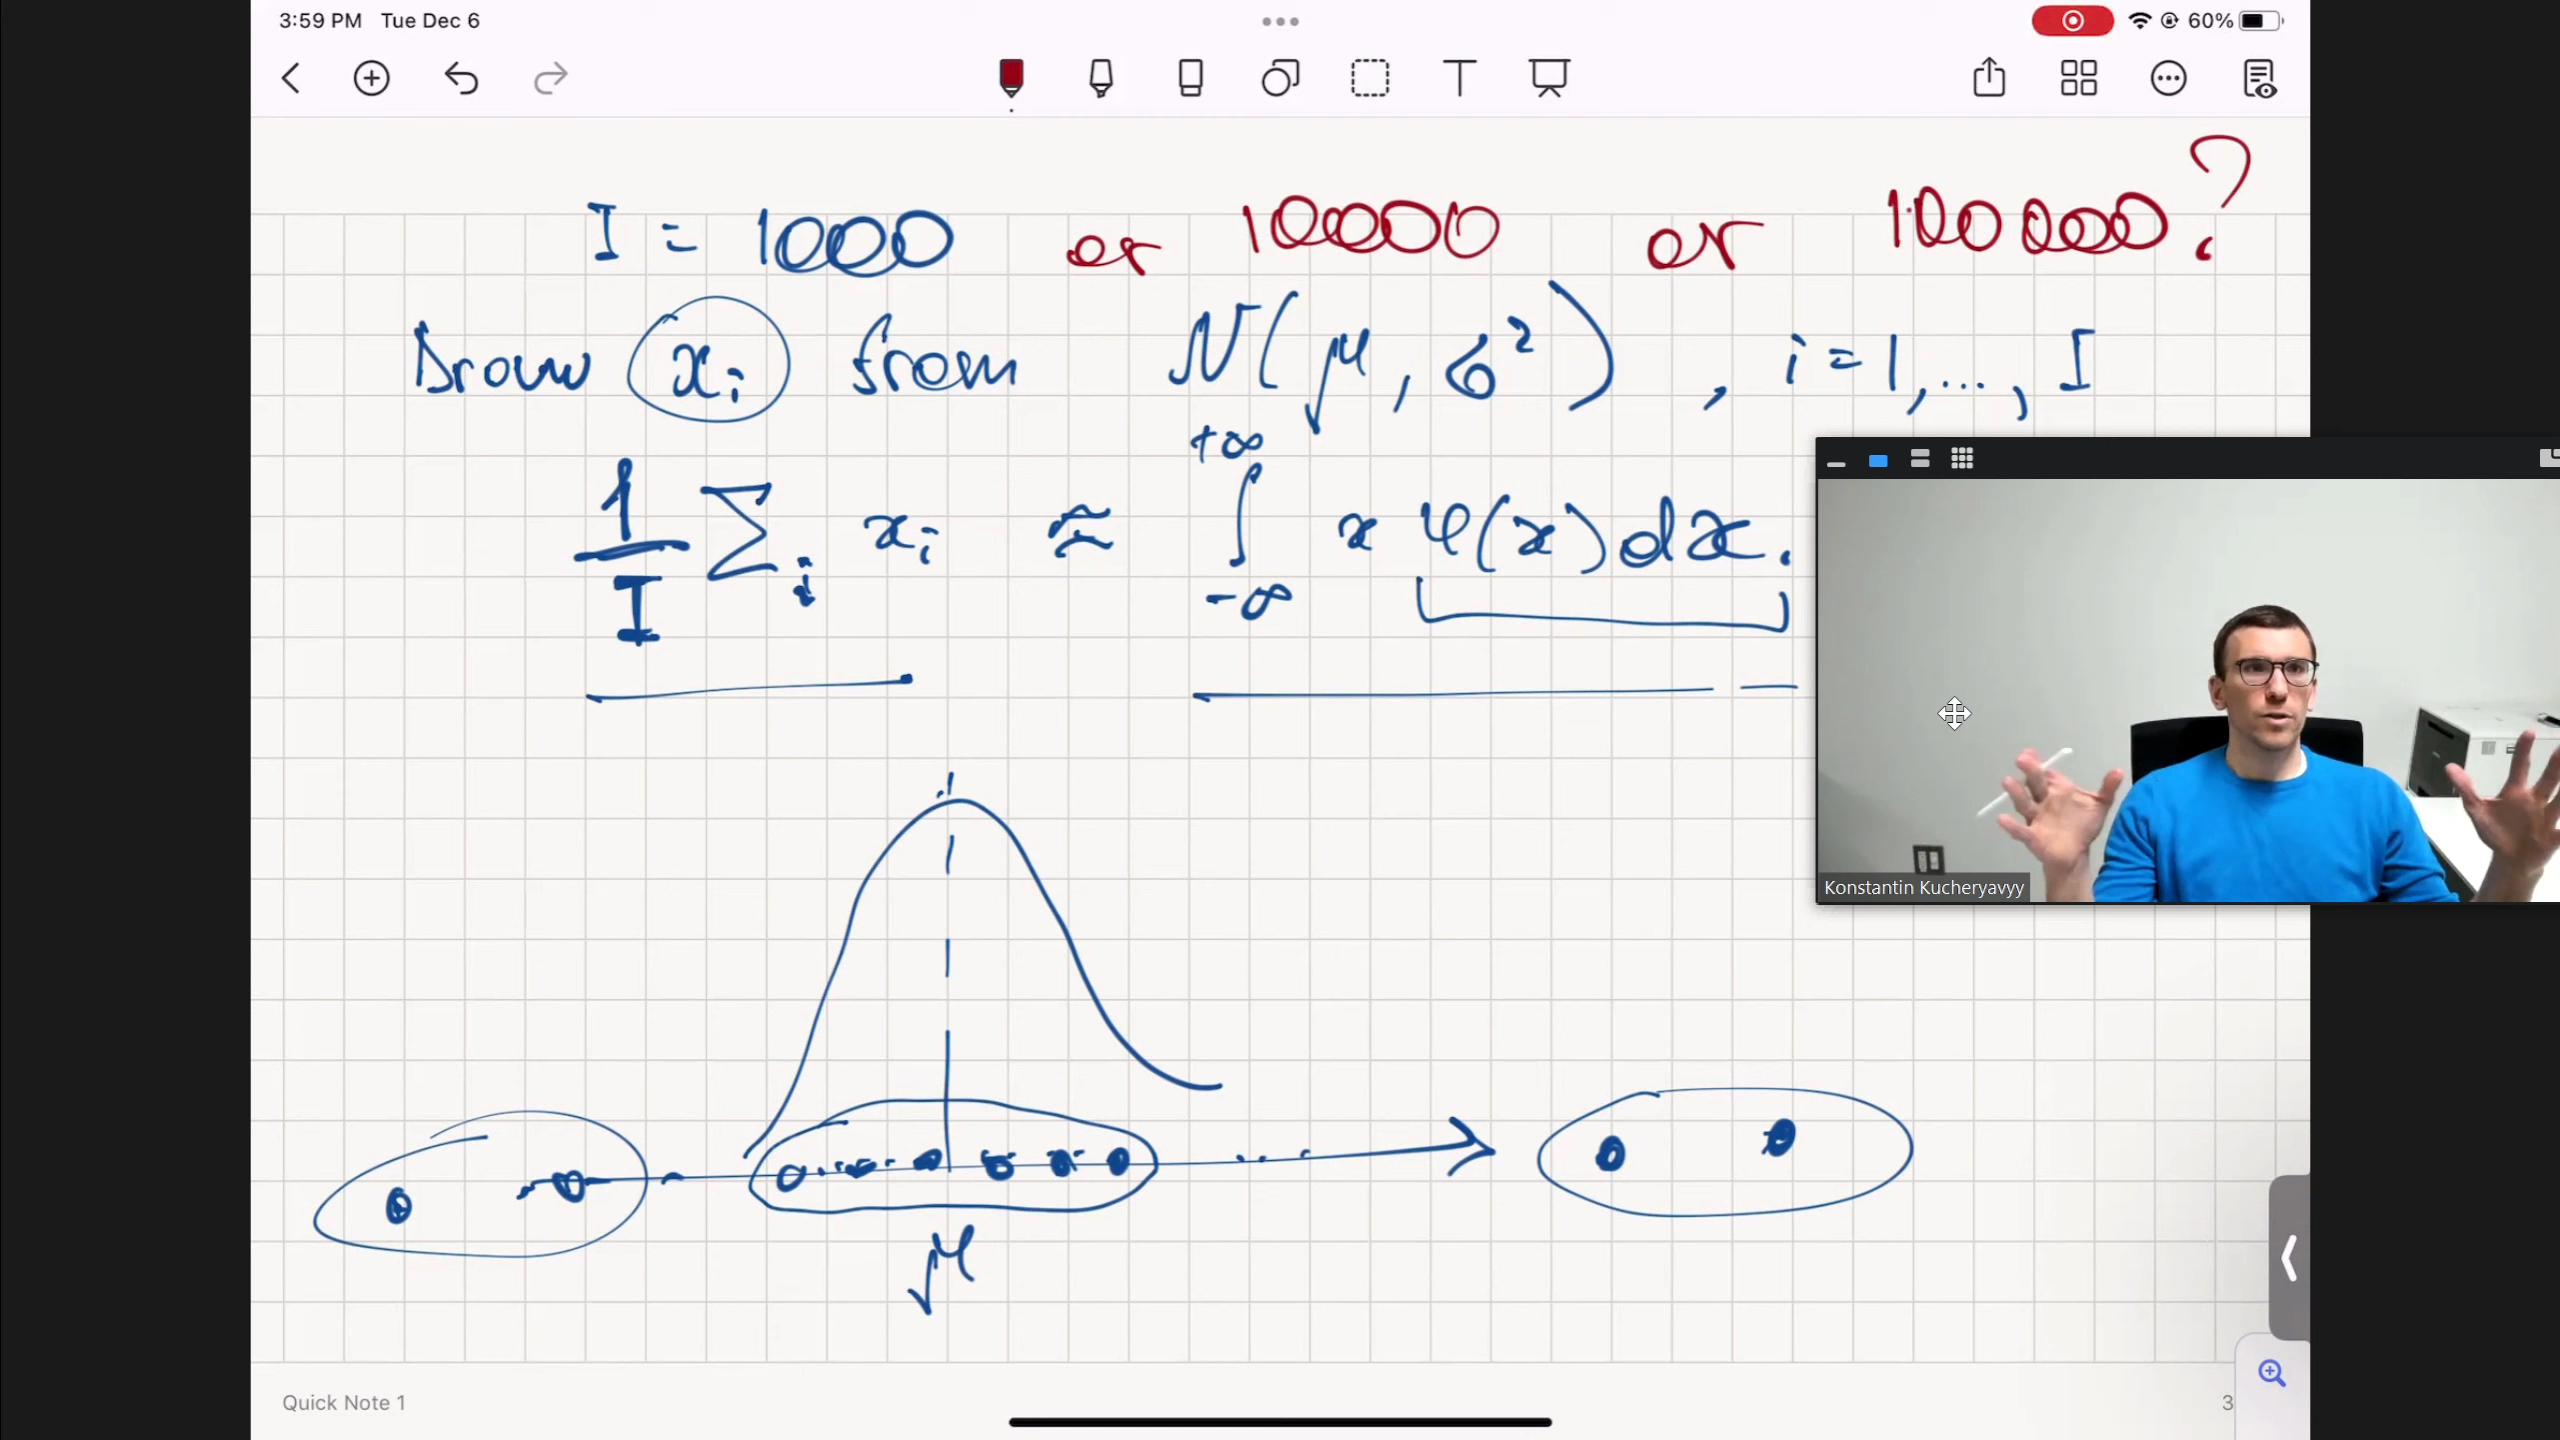 3:59 PM Tue Dec 6
60%
I = 1000 or 10000 or 100000?
Draw xᵢ from N(μ, σ²), i = 1, ..., I
1/I ∑ᵢ xᵢ ≈ ∫₋∞⁺∞ x φ(x) dx.
Konstantin Kucheryavyy
μ
Quick Note 1
3